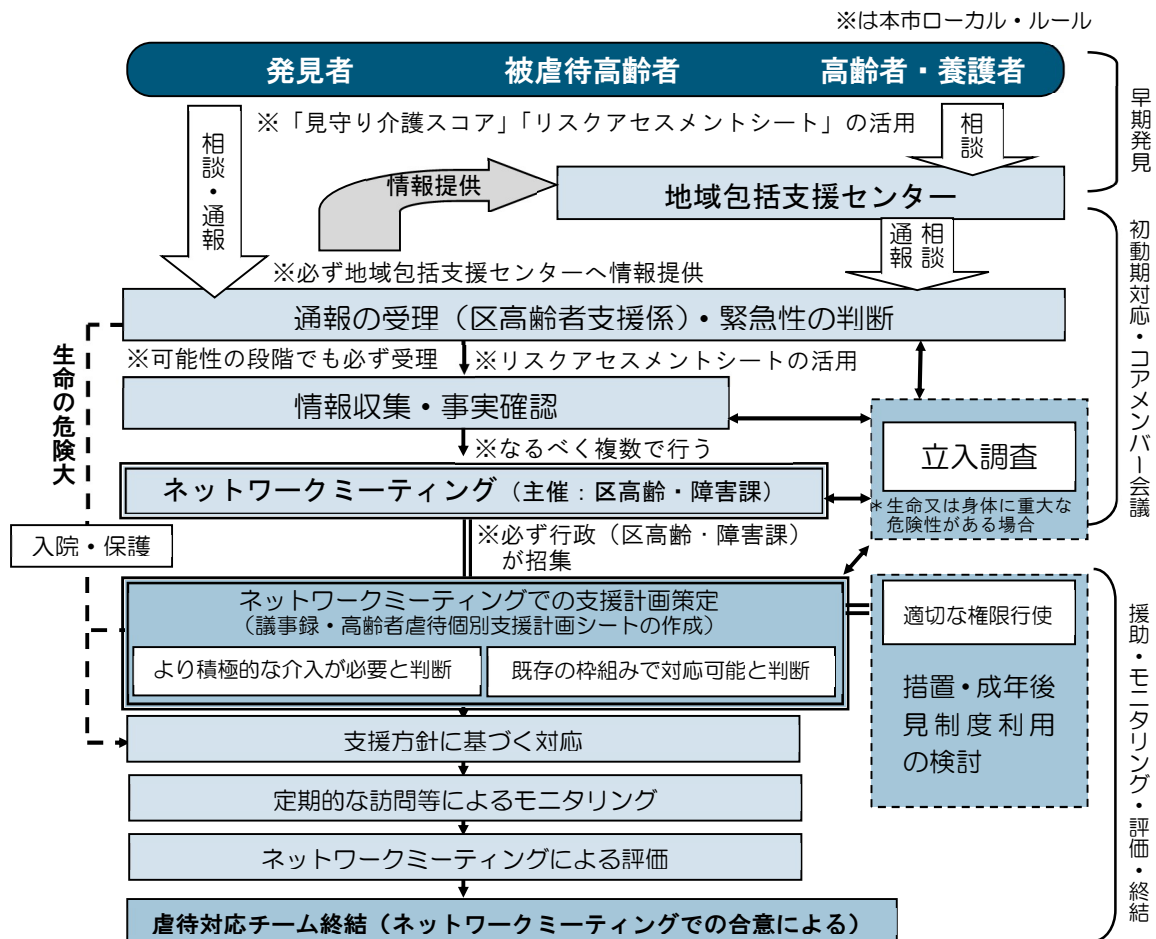 ※は本市ローカル・ルール
発見者 被虐待高齢者 高齢者・養護者
早期発見
※「見守り介護スコア」「リスクアセスメントシート」の活用
相談・通報
相談
情報提供
地域包括支援センター
相談
通報
※必ず地域包括支援センターへ情報提供
初動期対応・コアメンバー会議
通報の受理（区高齢者支援係）・緊急性の判断
生命の危険大
※可能性の段階でも必ず受理
※リスクアセスメントシートの活用
情報収集・事実確認
※なるべく複数で行う
立入調査
＊生命又は身体に重大な
危険性がある場合
ネットワークミーティング（主催：区高齢・障害課）
※必ず行政（区高齢・障害課）
が招集
入院・保護
ネットワークミーティングでの支援計画策定
（議事録・高齢者虐待個別支援計画シートの作成）
より積極的な介入が必要と判断
既存の枠組みで対応可能と判断
適切な権限行使
措置・成年後
見制度利用
の検討
援助・モニタリング・評価・終結
支援方針に基づく対応
定期的な訪問等によるモニタリング
ネットワークミーティングによる評価
虐待対応チーム終結（ネットワークミーティングでの合意による）